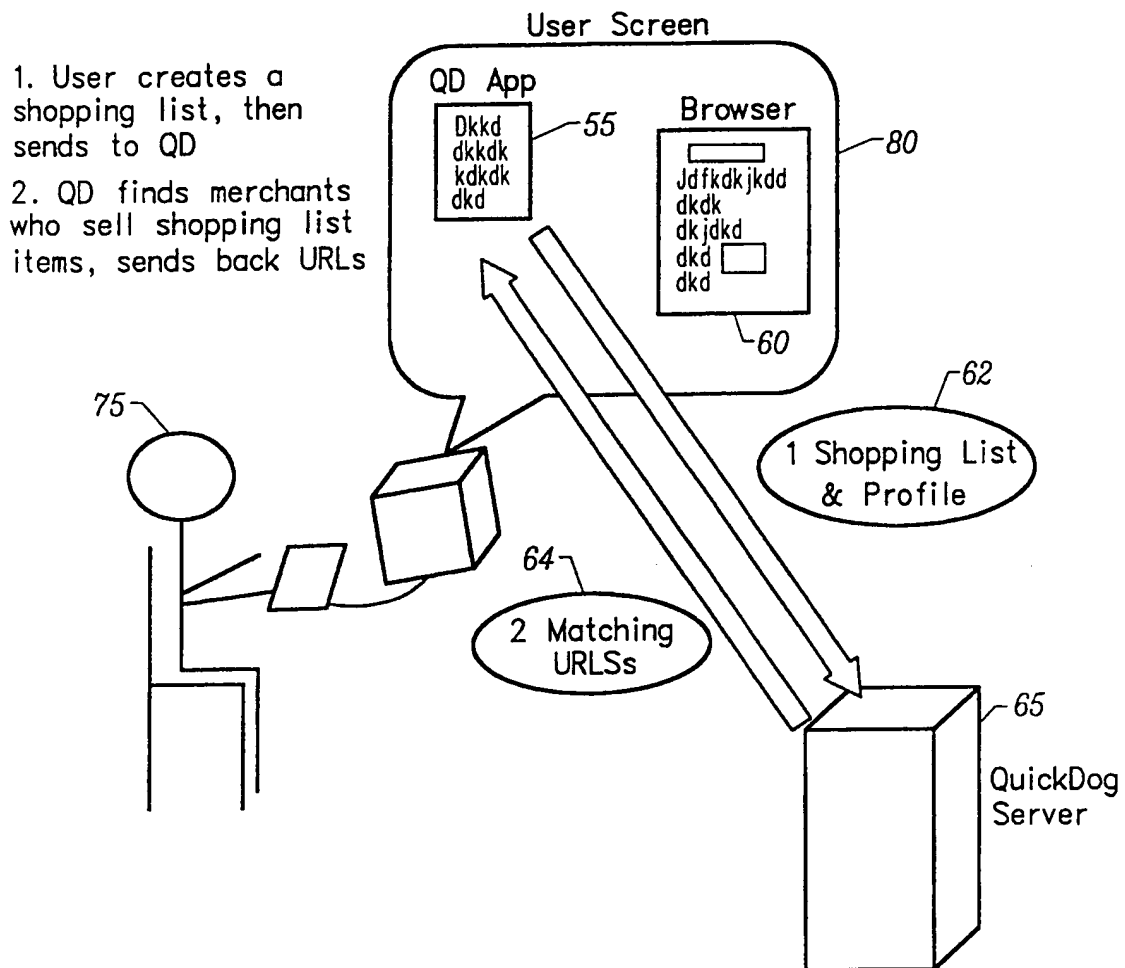 User Screen
1. User creates a
shopping list, then
sends to QD
2. QD finds merchants
who sell shopping list
items, sends back URLs
QD App
Dkkd
dkkdk
kdkdk
dkd
55
Browser
Jdfkdkjkdd
dkdk
dkjdkd
dkd
dkd
60
80
75
62
1 Shopping List
& Profile
64
2 Matching
URLSs
65
QuickDog
Server